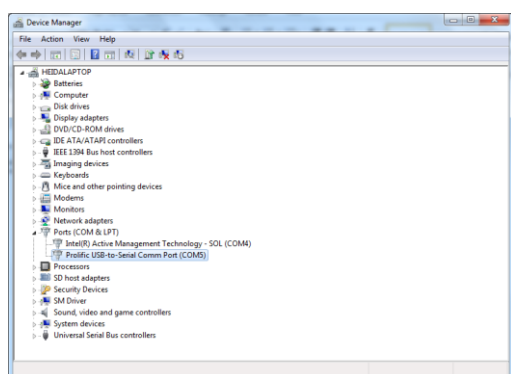 Device Manager
File Action View Help
HEIDALAPTOP
Batteries
Computer
Disk drives
Display adapters
DVD/CD-ROM drives
IDE ATA/ATAPI controllers
IEEE 1394 Bus host controllers
Imaging devices
Keyboards
Mice and other pointing devices
Modems
Monitors
Network adapters
Ports (COM & LPT)
Intel(R) Active Management Technology - SOL (COM4)
Prolific USB-to-Serial Comm Port (COM5)
Processors
SD host adapters
Security Devices
SM Driver
Sound, video and game controllers
System devices
Universal Serial Bus controllers